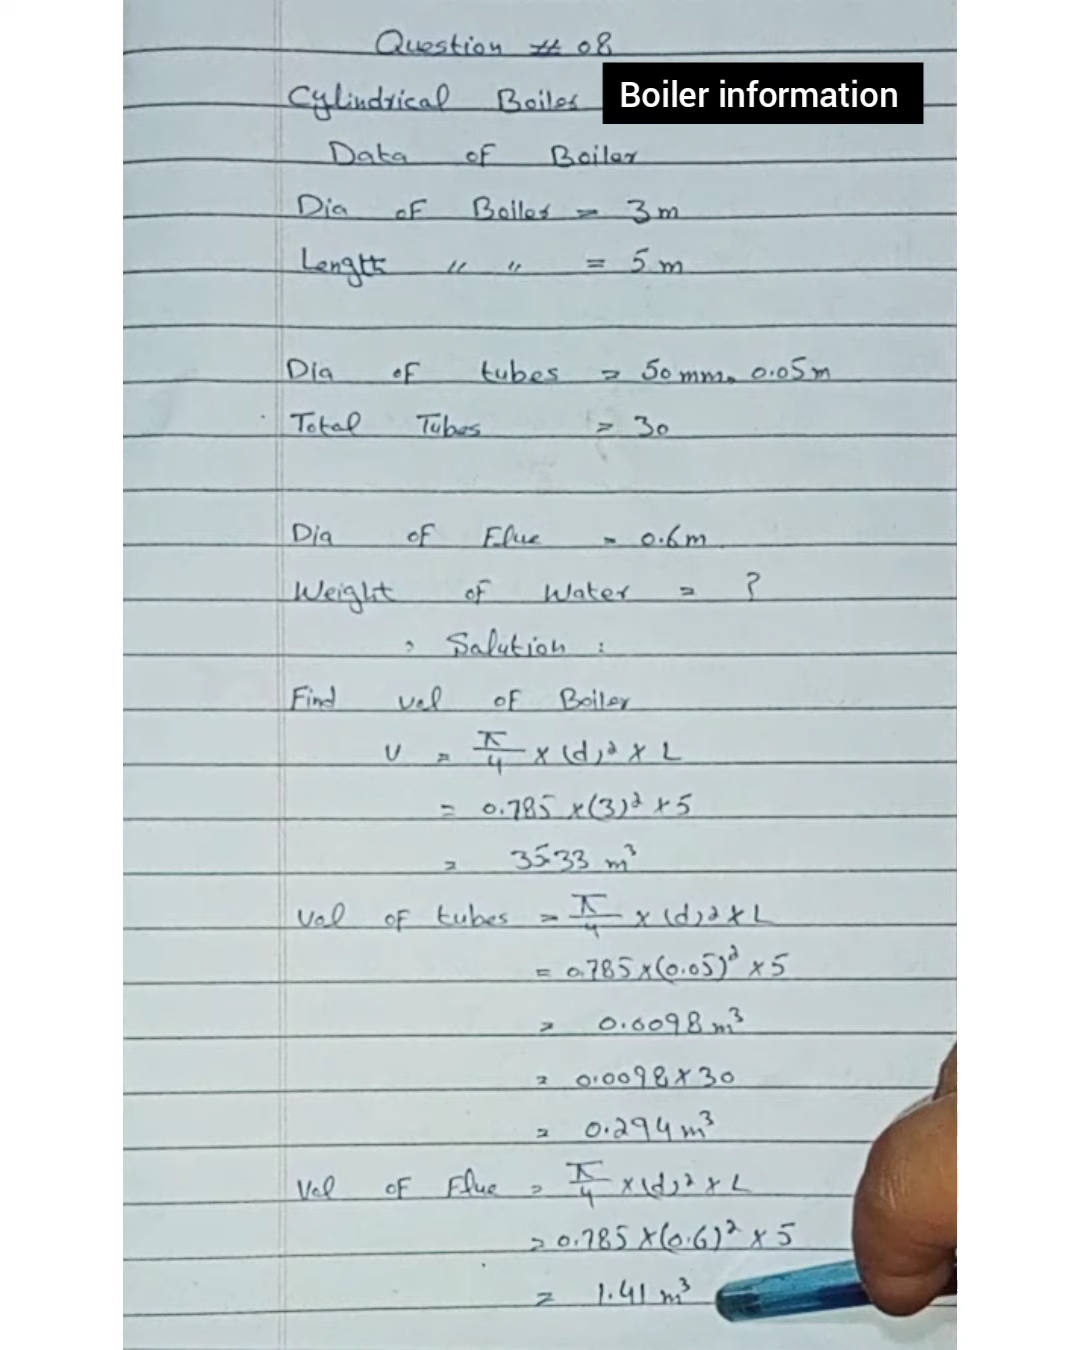 Question # 08
Cylindrical Boiler
Boiler information
Data of Boiler
Dia of Boiler = 3m
Length " " = 5m
Dia of tubes = 50mm, 0.05m
Total Tubes = 30
Dia of Flue = 0.6m
Weight of Water = ?
: Salution :
Find vol of Boiler
V = π/4 × (d)² × L
= 0.785 × (3)² × 5
= 35.33 m³
Vol of tubes = π/4 × (d)² × L
= 0.785 × (0.05)² × 5
= 0.0098 m³
= 0.0098 × 30
= 0.294 m³
Vol of Flue = π/4 × (d)² × L
= 0.785 × (0.6)² × 5
= 1.41 m³